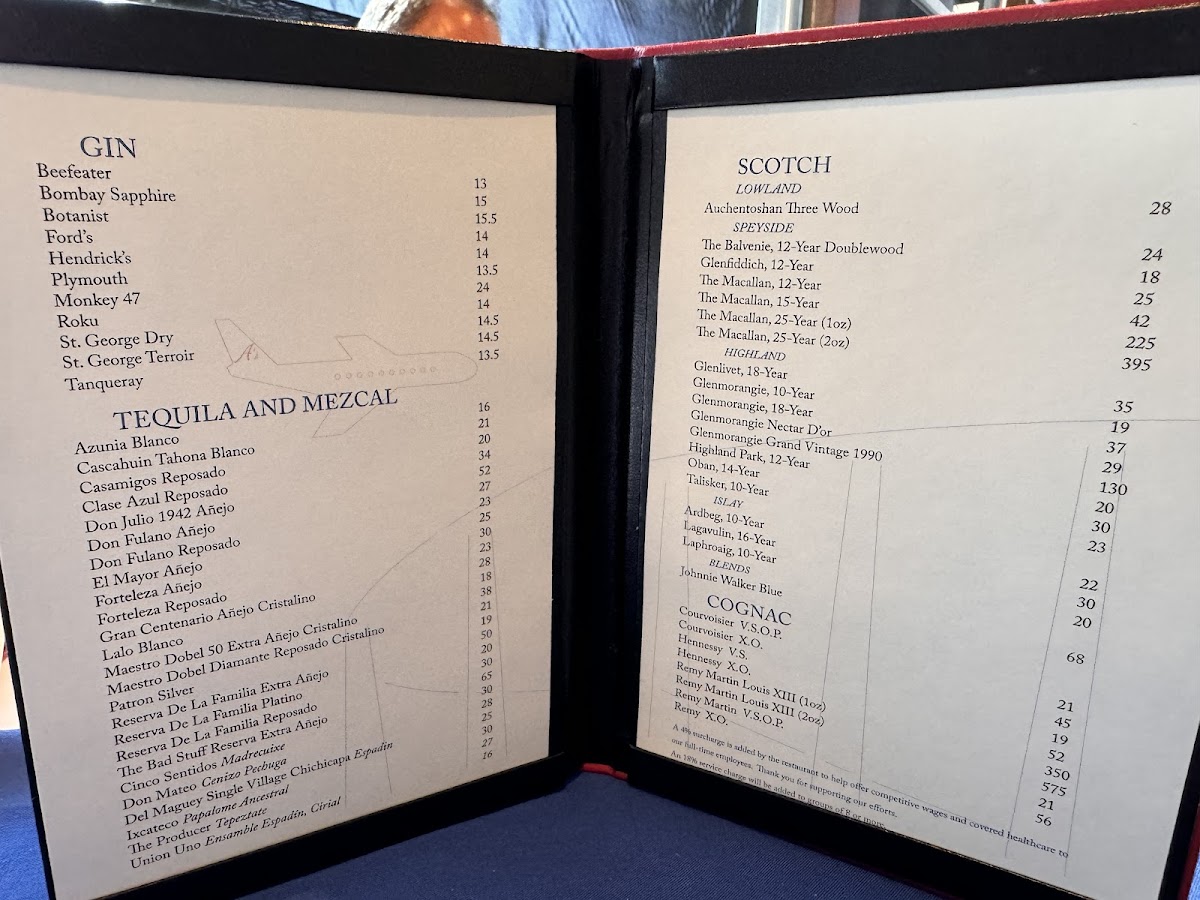 GIN
Beefeater 13
Bombay Sapphire 15
Botanist 15.5
Ford's 14
Hendrick's 14
Plymouth 13.5
Monkey 47 24
Roku 14
St. George Dry 14.5
St. George Terroir 14.5
Tanqueray 13.5
A's
TEQUILA AND MEZCAL
Azunia Blanco 16
Cascahuin Tahona Blanco 21
Casamigos Reposado 20
Clase Azul Reposado 34
Don Julio 1942 Añejo 52
Don Fulano Añejo 27
Don Fulano Reposado 23
El Mayor Añejo 25
Forteleza Añejo 30
Forteleza Reposado 23
Gran Centenario Añejo Cristalino 28
Lalo Blanco 18
Maestro Dobel 50 Extra Añejo Cristalino 38
Maestro Dobel Diamante Reposado Cristalino 21
Patron Silver 19
Reserva De La Familia Extra Añejo 50
Reserva De La Familia Platino 20
Reserva De La Familia Reposado 30
The Bad Stuff Reserva Extra Añejo 65
Cinco Sentidos Madrecuixe 30
Don Mateo Cenizo Pechuga 28
Del Maguey Single Village Chichicapa Espadin 25
Ixcateco Papalome Ancestral 30
The Producer Tepeztate 27
Union Uno Ensamble Espadín, Cirial 16
SCOTCH
LOWLAND
Auchentoshan Three Wood 28
SPEYSIDE
The Balvenie, 12-Year Doublewood 24
Glenfiddich, 12-Year 18
The Macallan, 12-Year 25
The Macallan, 15-Year 42
The Macallan, 25-Year (1oz) 225
The Macallan, 25-Year (2oz) 395
HIGHLAND
Glenlivet, 18-Year 35
Glenmorangie, 10-Year 19
Glenmorangie, 18-Year 37
Glenmorangie Nectar D'or 29
Glenmorangie Grand Vintage 1990 130
Highland Park, 12-Year 20
Oban, 14-Year 30
Talisker, 10-Year 23
ISLAY
Ardbeg, 10-Year 22
Lagavulin, 16-Year 30
Laphroaig, 10-Year 20
BLENDS
Johnnie Walker Blue 68
COGNAC
Courvoisier V.S.O.P. 21
Courvoisier X.O. 45
Hennessy V.S. 19
Hennessy X.O. 52
Remy Martin Louis XIII (1oz) 350
Remy Martin Louis XIII (2oz) 575
Remy Martin V.S.O.P. 21
Remy X.O. 56
A 4% surcharge is added by the restaurant to help offer competitive wages and covered healthcare to
our full-time employees. Thank you for supporting our efforts.
An 18% service charge will be added to groups of 8 or more.